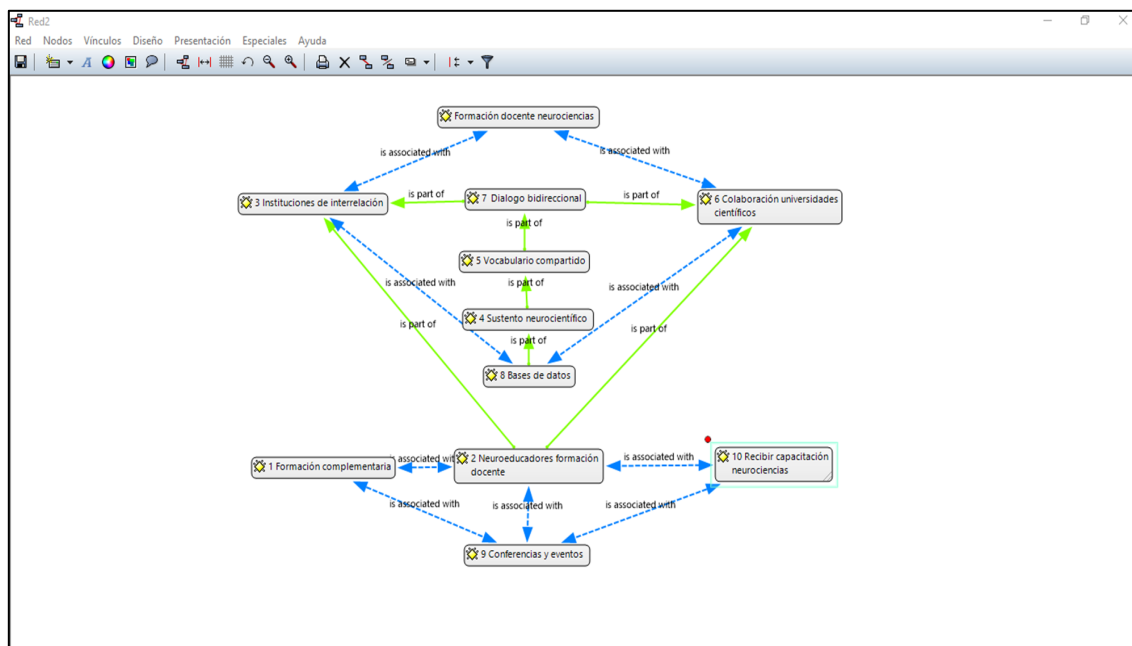 Red2
Red Nodos Vínculos Diseño Presentación Especiales Ayuda
Formación docente neurociencias
is associated with
is associated with
is part of
is part of
3 Instituciones de interrelación
7 Dialogo bidireccional
6 Colaboración universidades
científicos
is part of
5 Vocabulario compartido
is part of
is associated with
is associated with
4 Sustento neurocientífico
is part of
is part of
is part of
8 Bases de datos
1 Formación complementaria
is associated with
2 Neuroeducadores formación
docente
is associated with
10 Recibir capacitación
neurociencias
is associated with
is associated with
is associated with
9 Conferencias y eventos